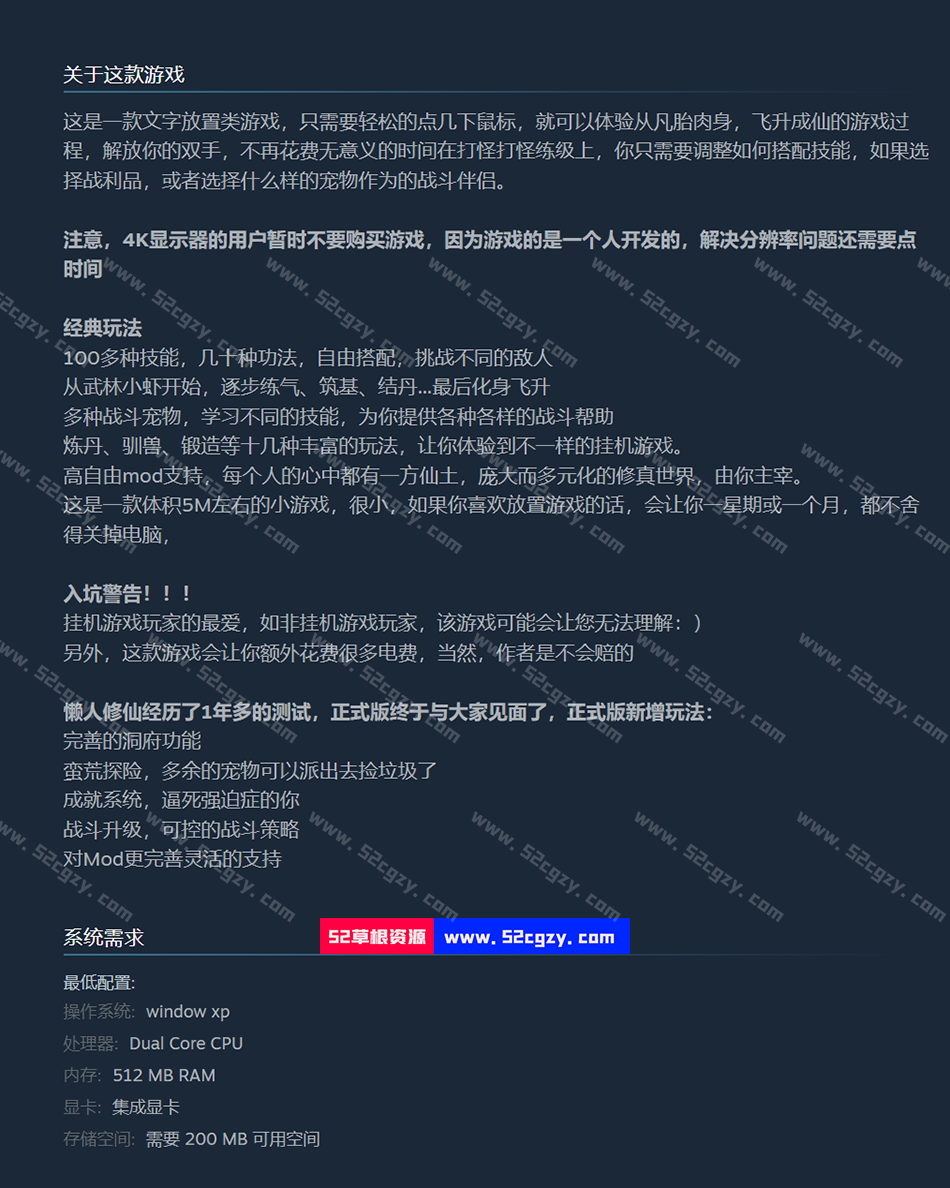 关于这款游戏
这是一款文字放置类游戏，只需要轻松的点几下鼠标，就可以体验从凡胎肉身，飞升成仙的游戏过
程，解放你的双手，不再花费无意义的时间在打怪打怪练级上，你只需要调整如何搭配技能，如果选
择战利品，或者选择什么样的宠物作为的战斗伴侣。
注意，4K显示器的用户暂时不要购买游戏，因为游戏的是一个人开发的，解决分辨率问题还需要点
时间
经典玩法
100多种技能，几十种功法，自由搭配，挑战不同的敌人
从武林小虾开始，逐步练气、筑基、结丹...最后化身飞升
多种战斗宠物，学习不同的技能，为你提供各种各样的战斗帮助
炼丹、驯兽、锻造等十几种丰富的玩法，让你体验到不一样的挂机游戏。
高自由mod支持，每个人的心中都有一方仙土，庞大而多元化的修真世界，由你主宰。
这是一款体积5M左右的小游戏，很小，如果你喜欢放置游戏的话，会让你一星期或一个月，都不舍
得关掉电脑，
入坑警告！！！
挂机游戏玩家的最爱，如非挂机游戏玩家，该游戏可能会让您无法理解：）
另外，这款游戏会让你额外花费很多电费，当然，作者是不会赔的
懒人修仙经历了1年多的测试，正式版终于与大家见面了，正式版新增玩法：
完善的洞府功能
蛮荒探险，多余的宠物可以派出去捡垃圾了
成就系统，逼死强迫症的你
战斗升级，可控的战斗策略
对Mod更完善灵活的支持
系统需求
52草根资源 www.52cgzy.com
最低配置:
操作系统: window xp
处理器: Dual Core CPU
内存: 512 MB RAM
显卡: 集成显卡
存储空间: 需要 200 MB 可用空间